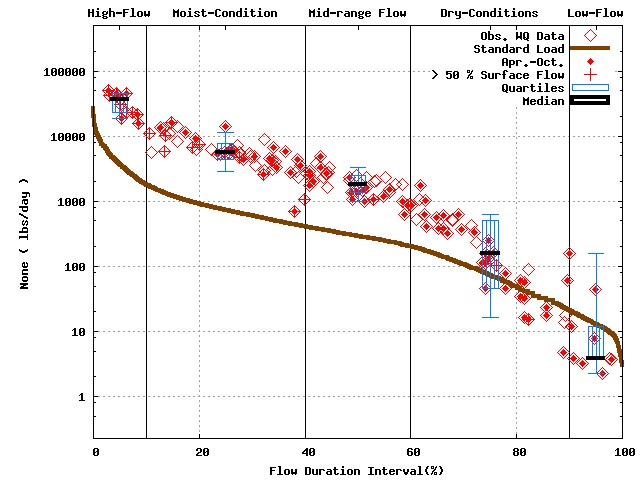 High-Flow Moist-Condition Mid-range Flow Dry-Conditions Low-Flow
Obs. WQ Data
Standard Load
Apr.-Oct.
> 50 % Surface Flow
Quartiles
Median
100000
10000
1000
100
10
1
None ( lbs/day )
0 20 40 60 80 100
Flow Duration Interval(%)